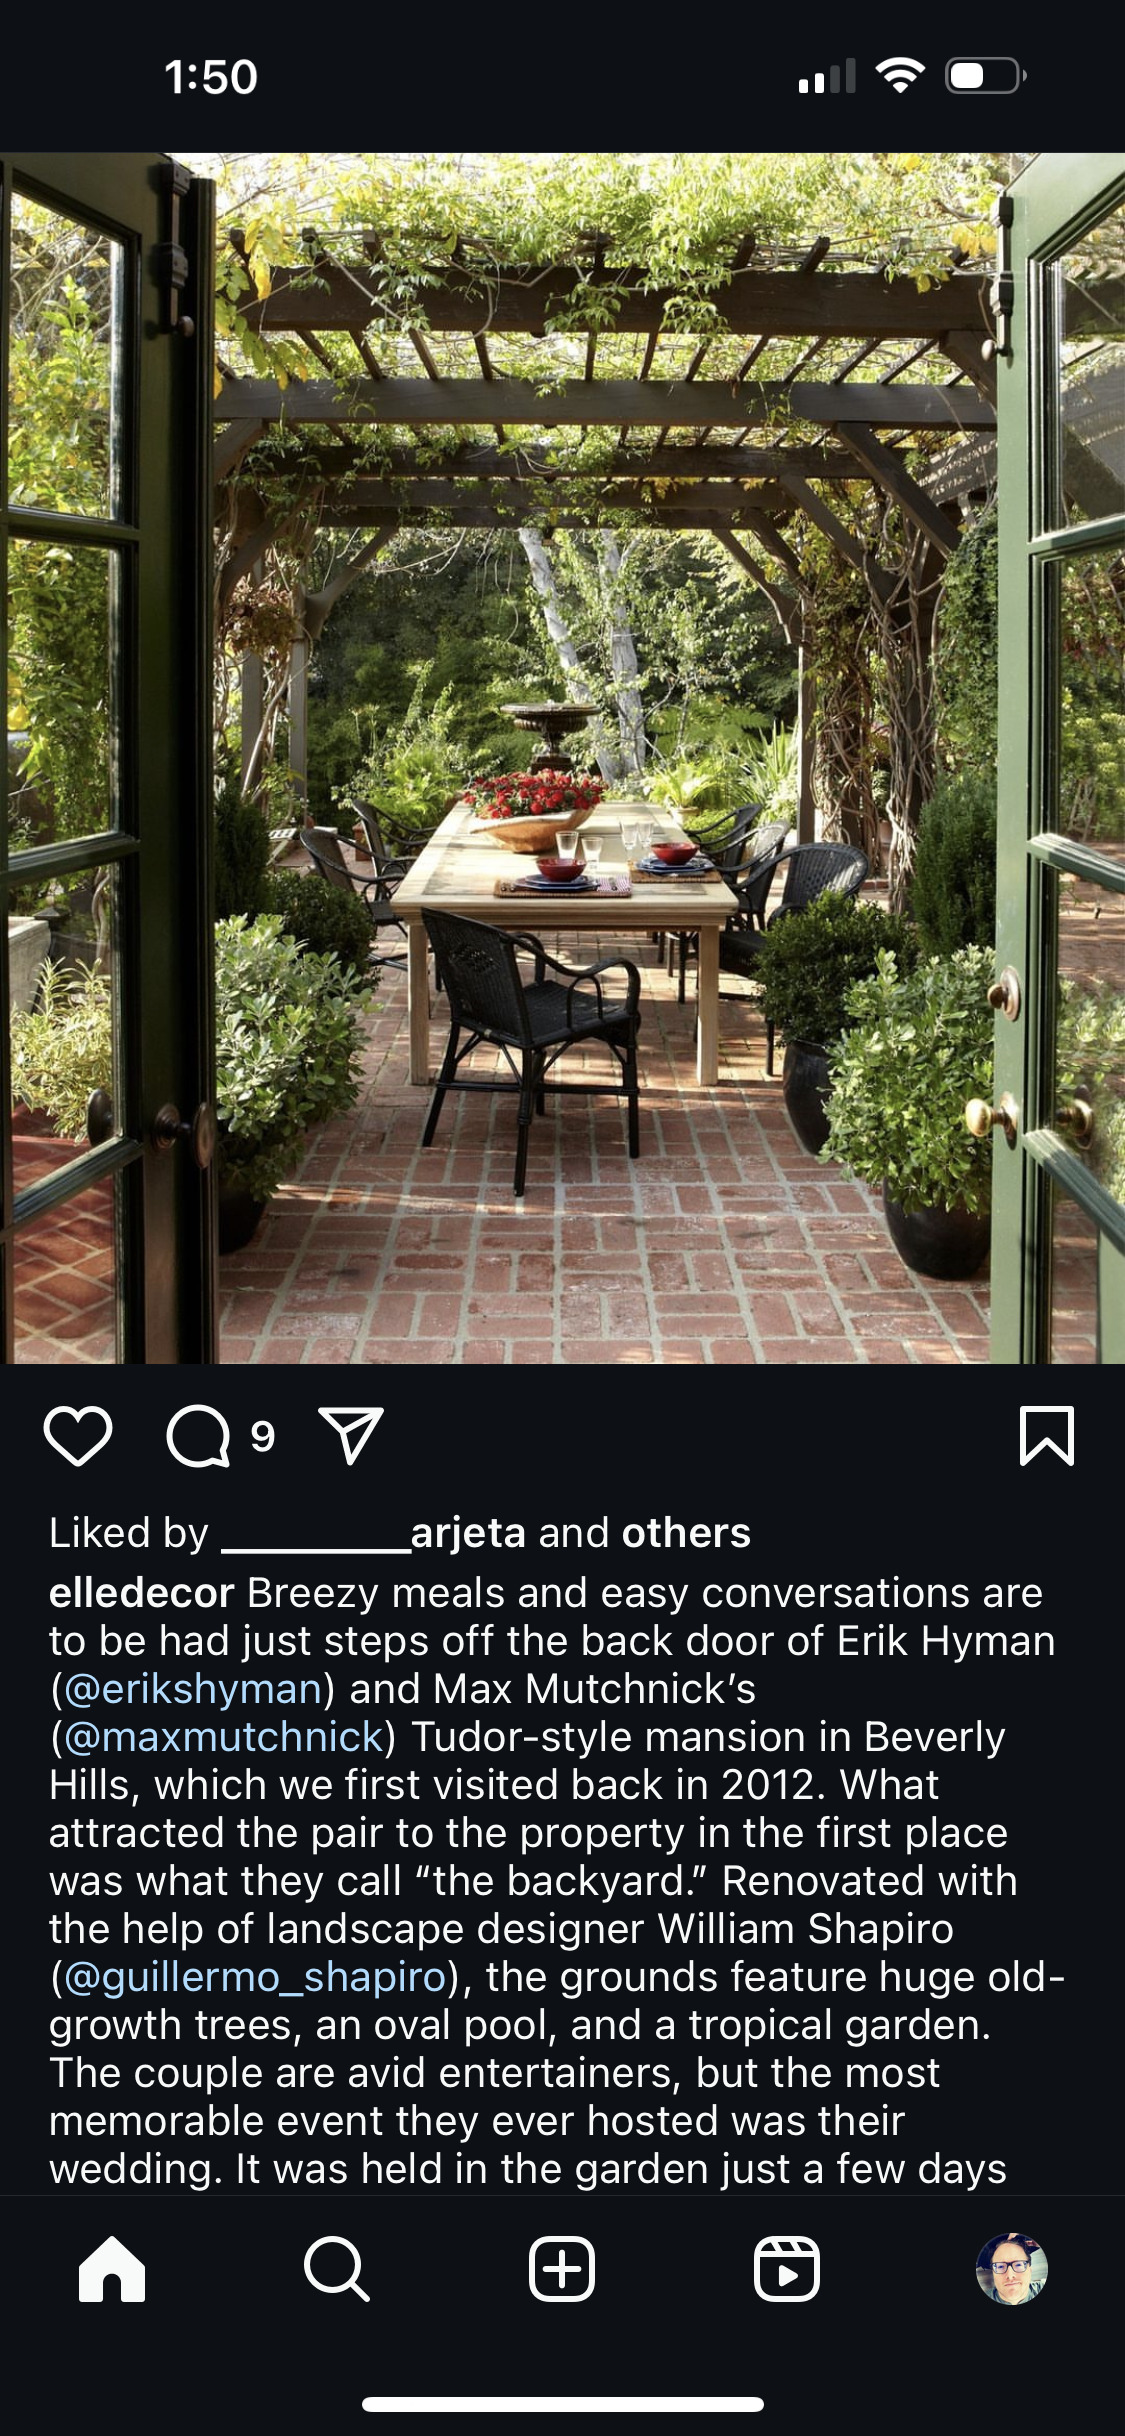 1:50
9
Liked by _________arjeta and others
elledecor Breezy meals and easy conversations are
to be had just steps off the back door of Erik Hyman
(@erikshyman) and Max Mutchnick’s
(@maxmutchnick) Tudor-style mansion in Beverly
Hills, which we first visited back in 2012. What
attracted the pair to the property in the first place
was what they call “the backyard.” Renovated with
the help of landscape designer William Shapiro
(@guillermo_shapiro), the grounds feature huge old-
growth trees, an oval pool, and a tropical garden.
The couple are avid entertainers, but the most
memorable event they ever hosted was their
wedding. It was held in the garden just a few days